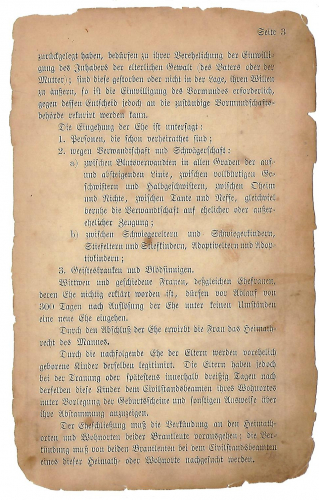 Seite 3
zurückgelegt haben, bedürfen zu ihrer Verehelichung der Einwilli-
gung des Inhabers der elterlichen Gewalt (des Vaters oder der
Mutter); sind diese gestorben oder nicht in der Lage, ihren Willen
zu äußern, so ist die Einwilligung des Vormundes erforderlich,
gegen dessen Entscheid jedoch an die zuständige Vormundschafts-
behörde rekurirt werden kann.
Die Eingehung der Ehe ist untersagt:
1. Personen, die schon verheirathet sind;
2. wegen Verwandtschaft und Schwägerschaft:
a) zwischen Blutsverwandten in allen Graden der auf-
und absteigenden Linie, zwischen vollbürtigen Ge-
schwistern und Halbgeschwistern, zwischen Oheim
und Nichte, zwischen Tante und Neffe, gleichviel
beruhe die Verwandtschaft auf ehelicher oder außer-
ehelicher Zeugung;
b) zwischen Schwiegereltern und Schwiegerkindern,
Stiefeltern und Stiefkindern, Adoptiveltern und Adop-
tivkindern;
3. Geisteskranken und Blödsinnigen.
Wittwen und geschiedene Frauen, desgleichen Ehefrauen,
deren Ehe nichtig erklärt worden ist, dürfen vor Ablauf von
300 Tagen nach Auflösung der Ehe unter keinen Umständen
eine neue Ehe eingehen.
Durch den Abschluß der Ehe erwirbt die Frau das Heimath-
recht des Mannes.
Durch die nachfolgende Ehe der Eltern werden vorehelich
geborene Kinder derselben legitimirt. Die Eltern haben jedoch
bei der Trauung oder spätestens innerhalb dreißig Tagen nach
derselben diese Kinder dem Civilstandsbeamten ihres Wohnortes
unter Vorlegung der Geburtsscheine und sonstigen Ausweise über
ihre Abstammung anzuzeigen.
Der Eheschließung muß die Verkündung an den Heimath-
orten und Wohnorten beider Brautleute vorangehen; die Ver-
kündung muß von beiden Brautleuten bei dem Civilstandsbeamten
eines dieser Heimath- oder Wohnorte nachgesucht werden.